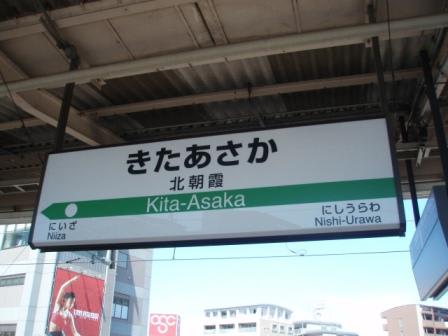 きたあさか
北朝霞
Kita-Asaka
にいざ
Niiza
にしうらわ
Nishi-Urawa
csc